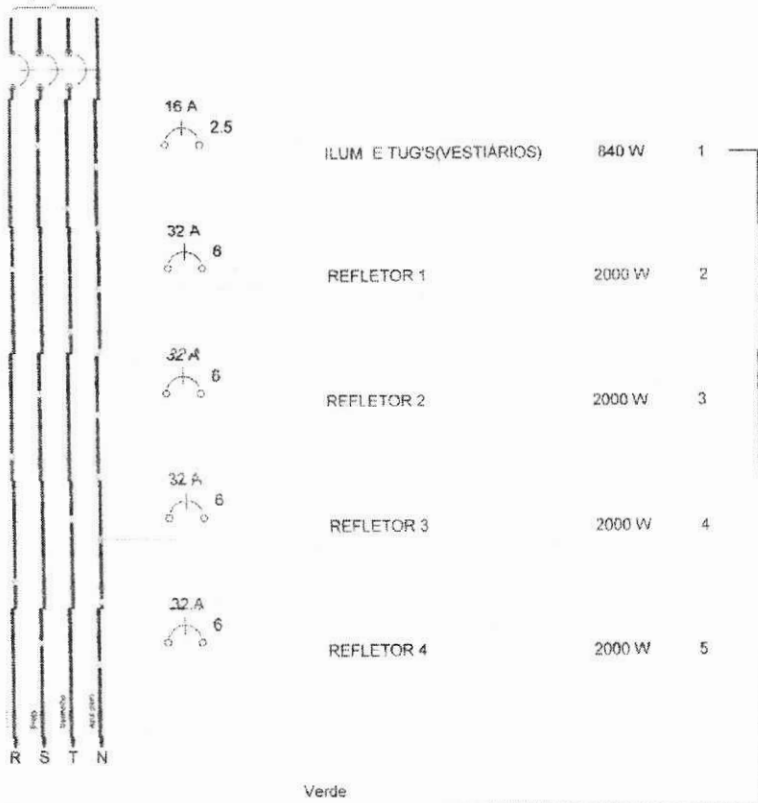 16 A
2.5
ILUM E TUG'S(VESTIÁRIOS) 840 W 1
32 A
6
REFLETOR 1 2000 W 2
32 A
6
REFLETOR 2 2000 W 3
32 A
6
REFLETOR 3 2000 W 4
32 A
6
REFLETOR 4 2000 W 5
R S T N
Verde